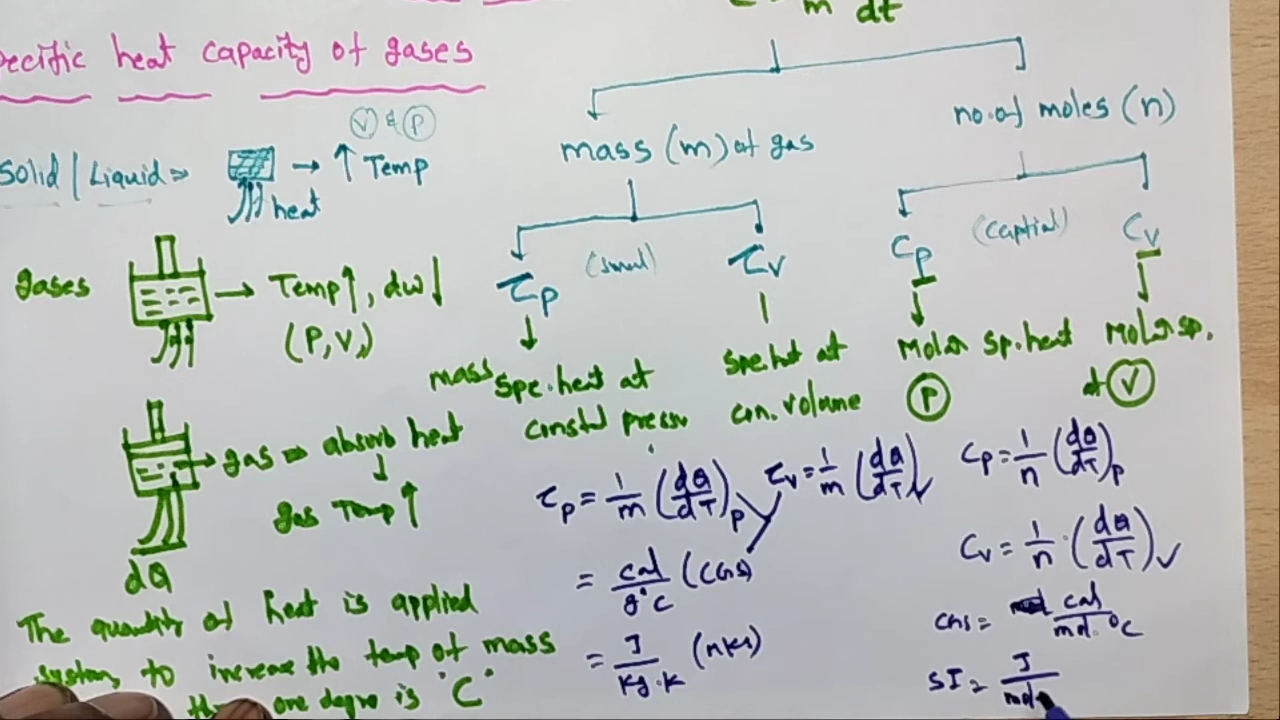 m dt
ecific heat capacity of gases
V & P
Solid / Liquid ⇒ → ↑ Temp
heat
gases → Temp↑, dw↓
(P, V,)
→ gas ⇒ absorb heat
↓
gas Temp ↑
dQ
The quantity of heat is applied
system to increase the temp of mass
one degre is 'C'
mass (m) of gas
no.of moles (n)
cp (small) cv
Cp (Captial) Cv
mass spe.heat at
constd pressu
spe.heat at
con. volume
Molar sp.heat
P
Molar sp.
at V
cp = 1/m (dQ/dT)p
cv = 1/m (dQ/dT)v
= cal/g°C (CGS)
= J/kg.K (MKS)
Cp = 1/n (dQ/dT)p
Cv = 1/n · (dQ/dT)v
CGS = cal/mol.°C
SI = J/mol